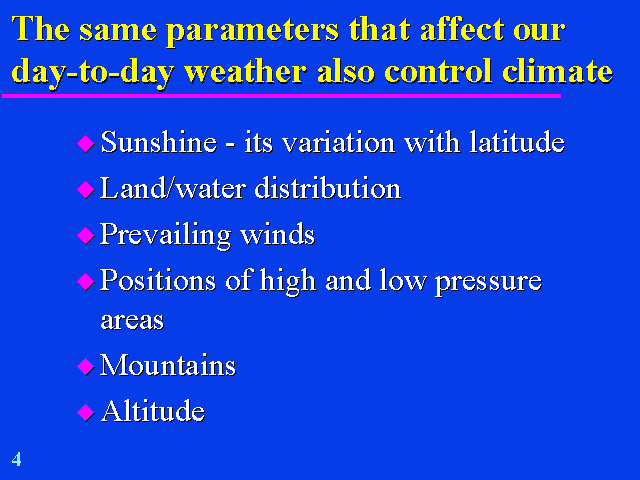 The same parameters that affect our
day-to-day weather also control climate
Sunshine - its variation with latitude
Land/water distribution
Prevailing winds
Positions of high and low pressure
areas
Mountains
Altitude
4